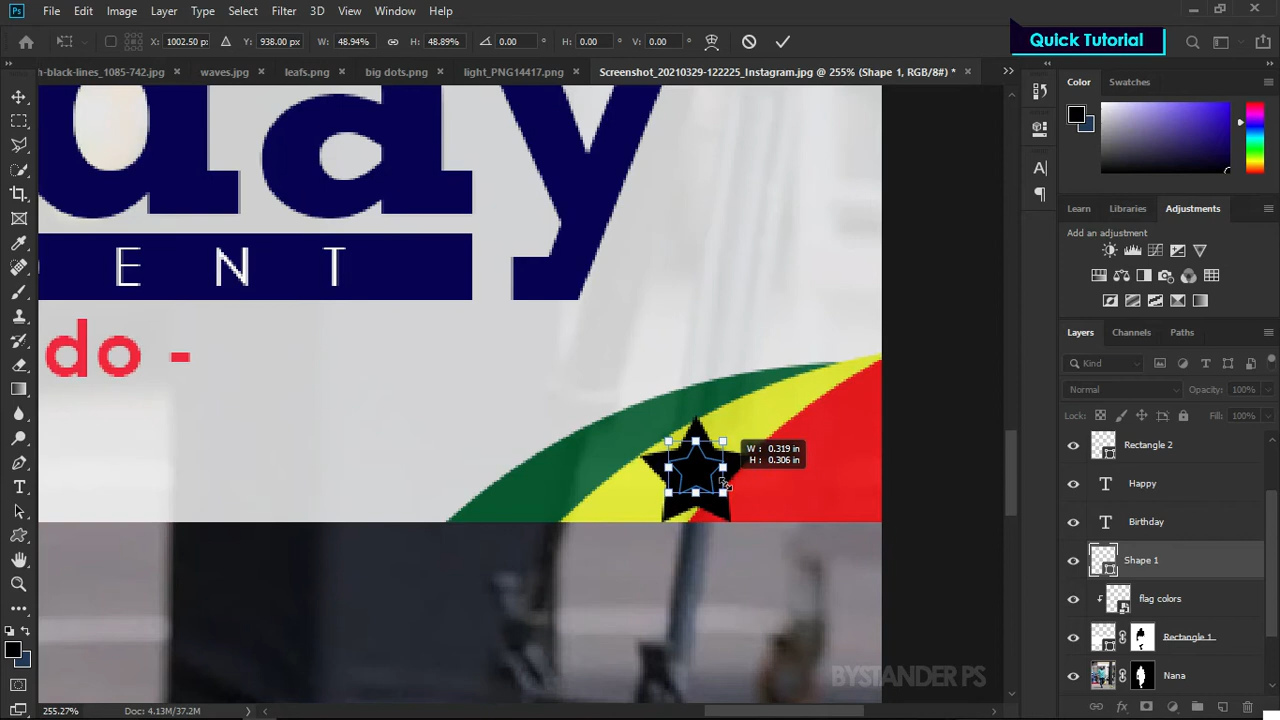 Ps File Edit Image Layer Type Select Filter 3D View Window Help
Quick Tutorial
X: 1002.50 px Y: 938.00 px W: 48.94% H: 48.89% 0.00 ° H: 0.00 ° V: 0.00 °
h-black-lines_1085-742.jpg × waves.jpg × leafs.png × big dots.png × light_PNG14417.png × Screenshot_20210329-122225_Instagram.jpg @ 255% (Shape 1, RGB/8#) * ×
Color Swatches
day
ENT
do -
W: 0.319 in
H: 0.306 in
Learn Libraries Adjustments
Add an adjustment
Layers Channels Paths
Kind
Normal Opacity: 100%
Lock: Fill: 100%
Rectangle 2
Happy
Birthday
Shape 1
flag colors
Rectangle 1
Nana
BYSTANDER PS
255.27% Doc: 4.13M/37.2M